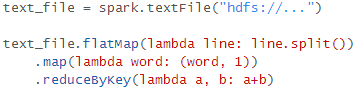 text_file = spark.textFile("hdfs://...")
text_file.flatMap(lambda line: line.split())
    .map(lambda word: (word, 1))
    .reduceByKey(lambda a, b: a+b)